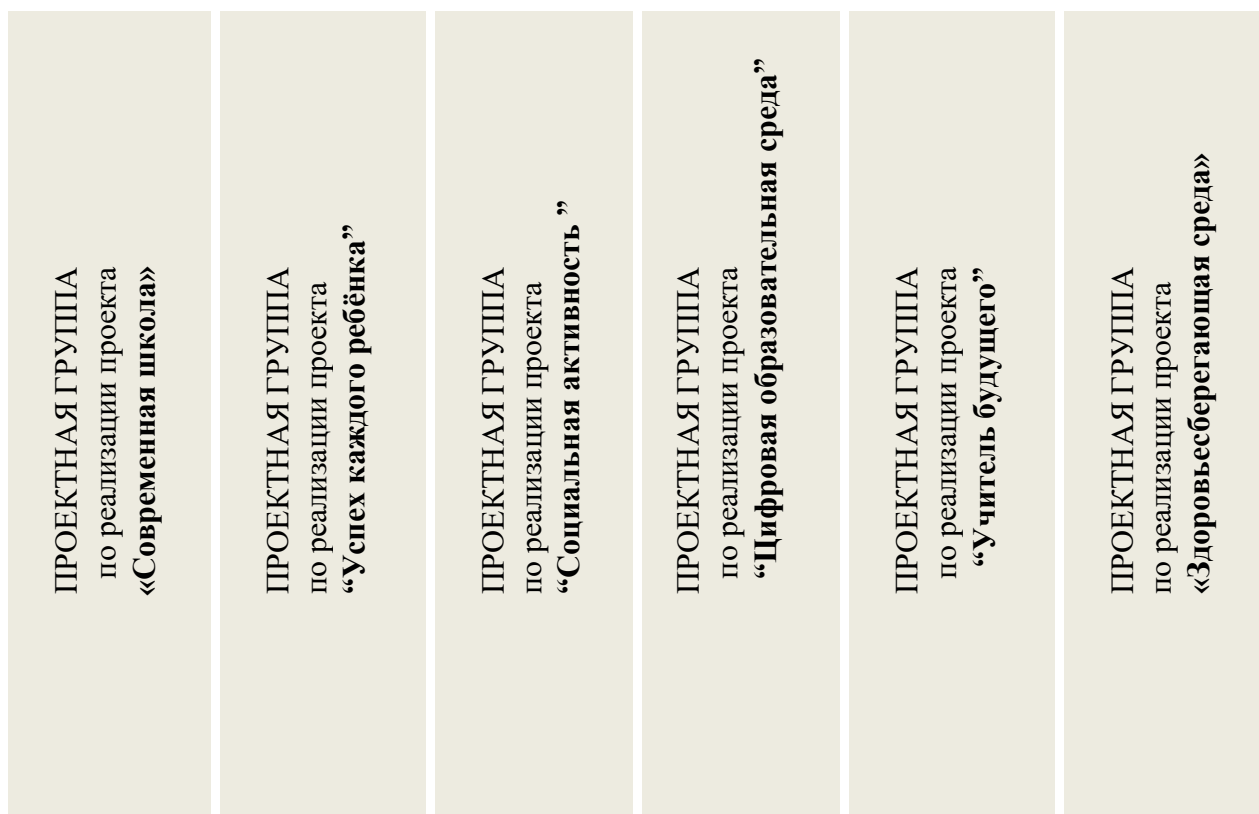 ПРОЕКТНАЯ ГРУППА
по реализации проекта
«Современная школа»
ПРОЕКТНАЯ ГРУППА
по реализации проекта
“Успех каждого ребёнка”
ПРОЕКТНАЯ ГРУППА
по реализации проекта
“Социальная активность ”
ПРОЕКТНАЯ ГРУППА
по реализации проекта
“Цифровая образовательная среда”
ПРОЕКТНАЯ ГРУППА
по реализации проекта
“Учитель будущего”
ПРОЕКТНАЯ ГРУППА
по реализации проекта
«Здоровьесберегающая среда»